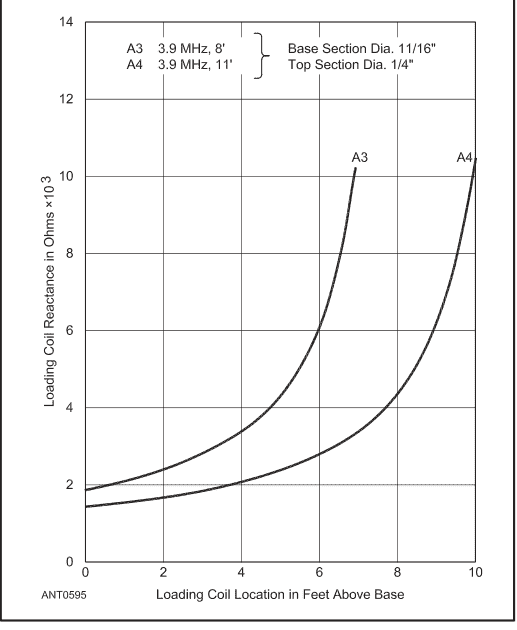 14
A3 3.9 MHz, 8' Base Section Dia. 11/16"
A4 3.9 MHz, 11' Top Section Dia. 1/4"
12
A3
A4
10
8
6
4
2
0
Loading Coil Reactance in Ohms ×10³
0 2 4 6 8 10
ANT0595 Loading Coil Location in Feet Above Base